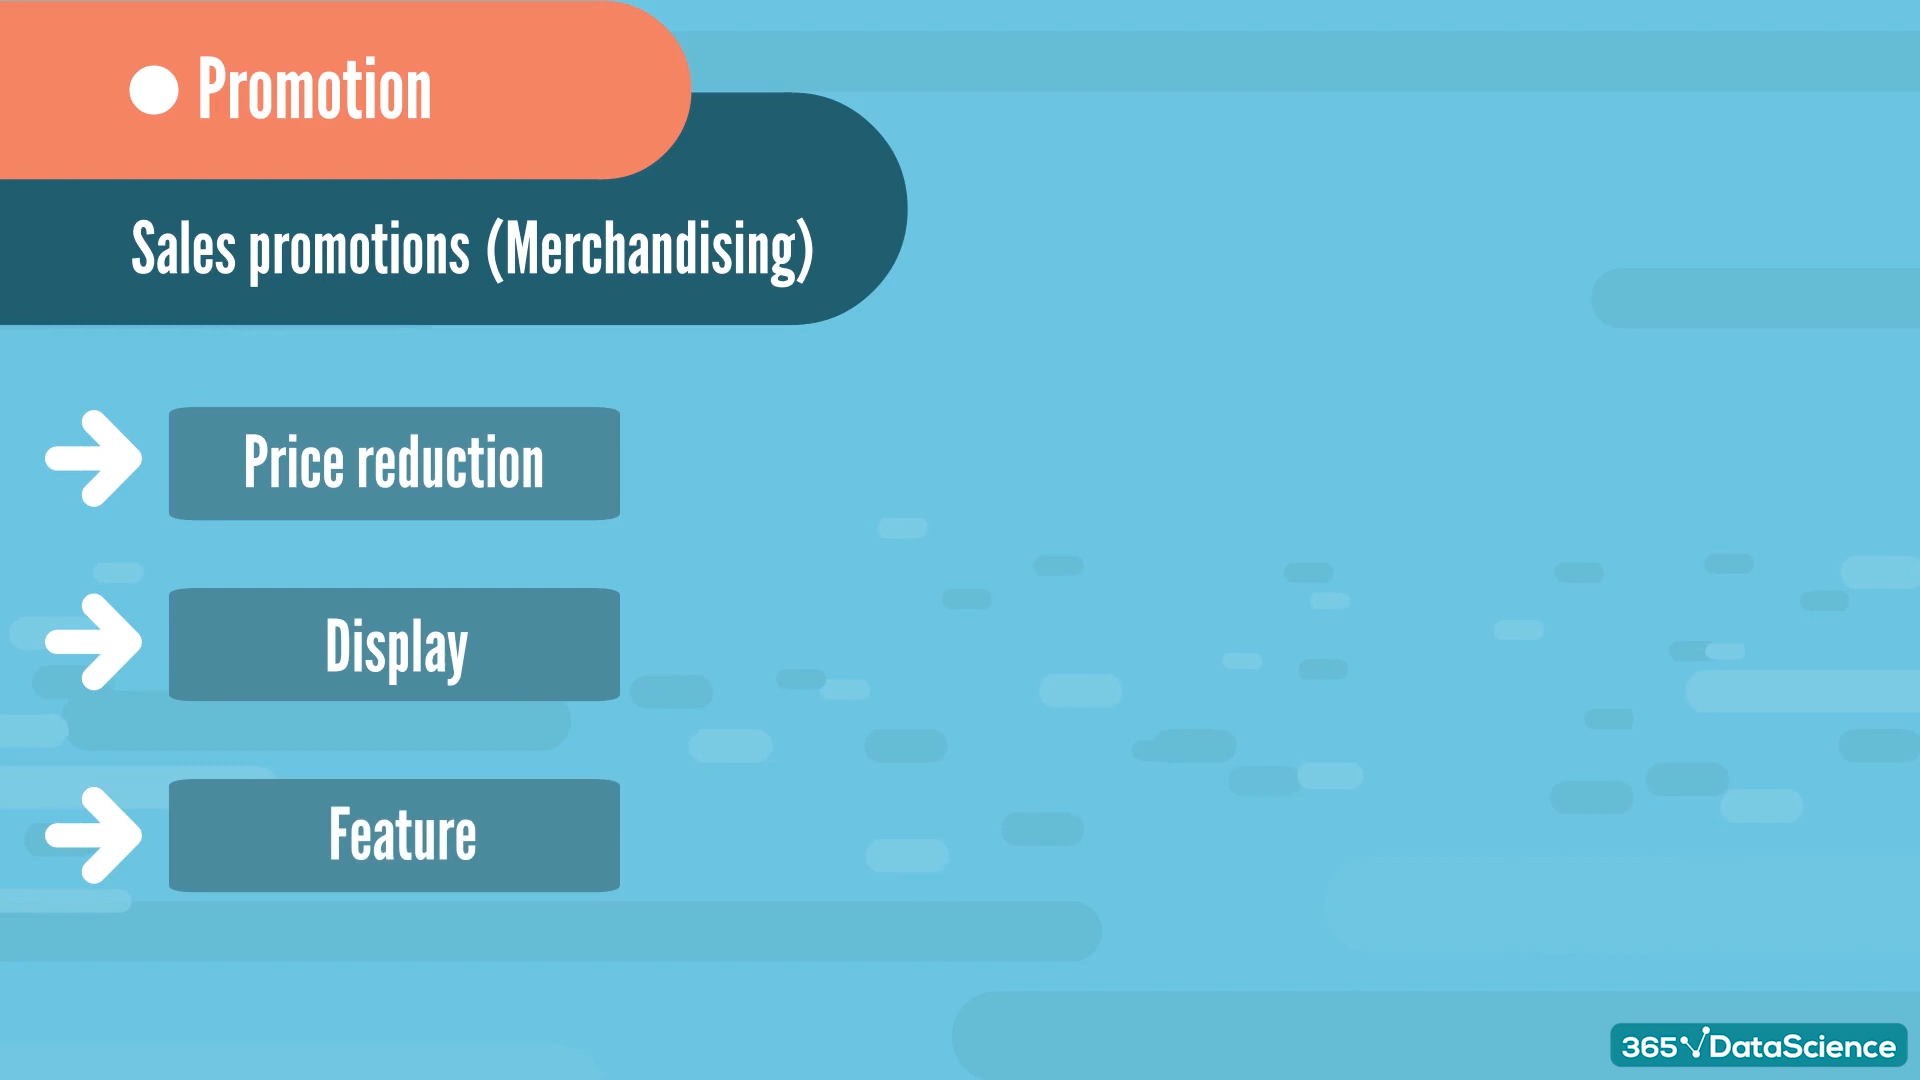 Promotion
Sales promotions (Merchandising)
Price reduction
Display
Feature
365 DataScience